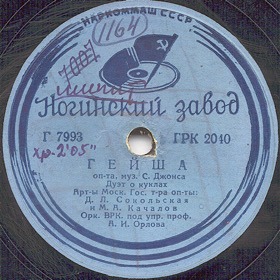 НАРКОММАШ СССР
1164
Ногинский завод
Г 7993 ГРК 2040
хр-2'05"
ГЕЙША
оп-та. муз. С. Джонса
Дуэт о куклах
Арт-ы Моск. Гос. т-ра оп-ты:
Д. Л. Сокольская
и М. А. Качалов
Орк. ВРК. под упр. проф.
А. И. Орлова